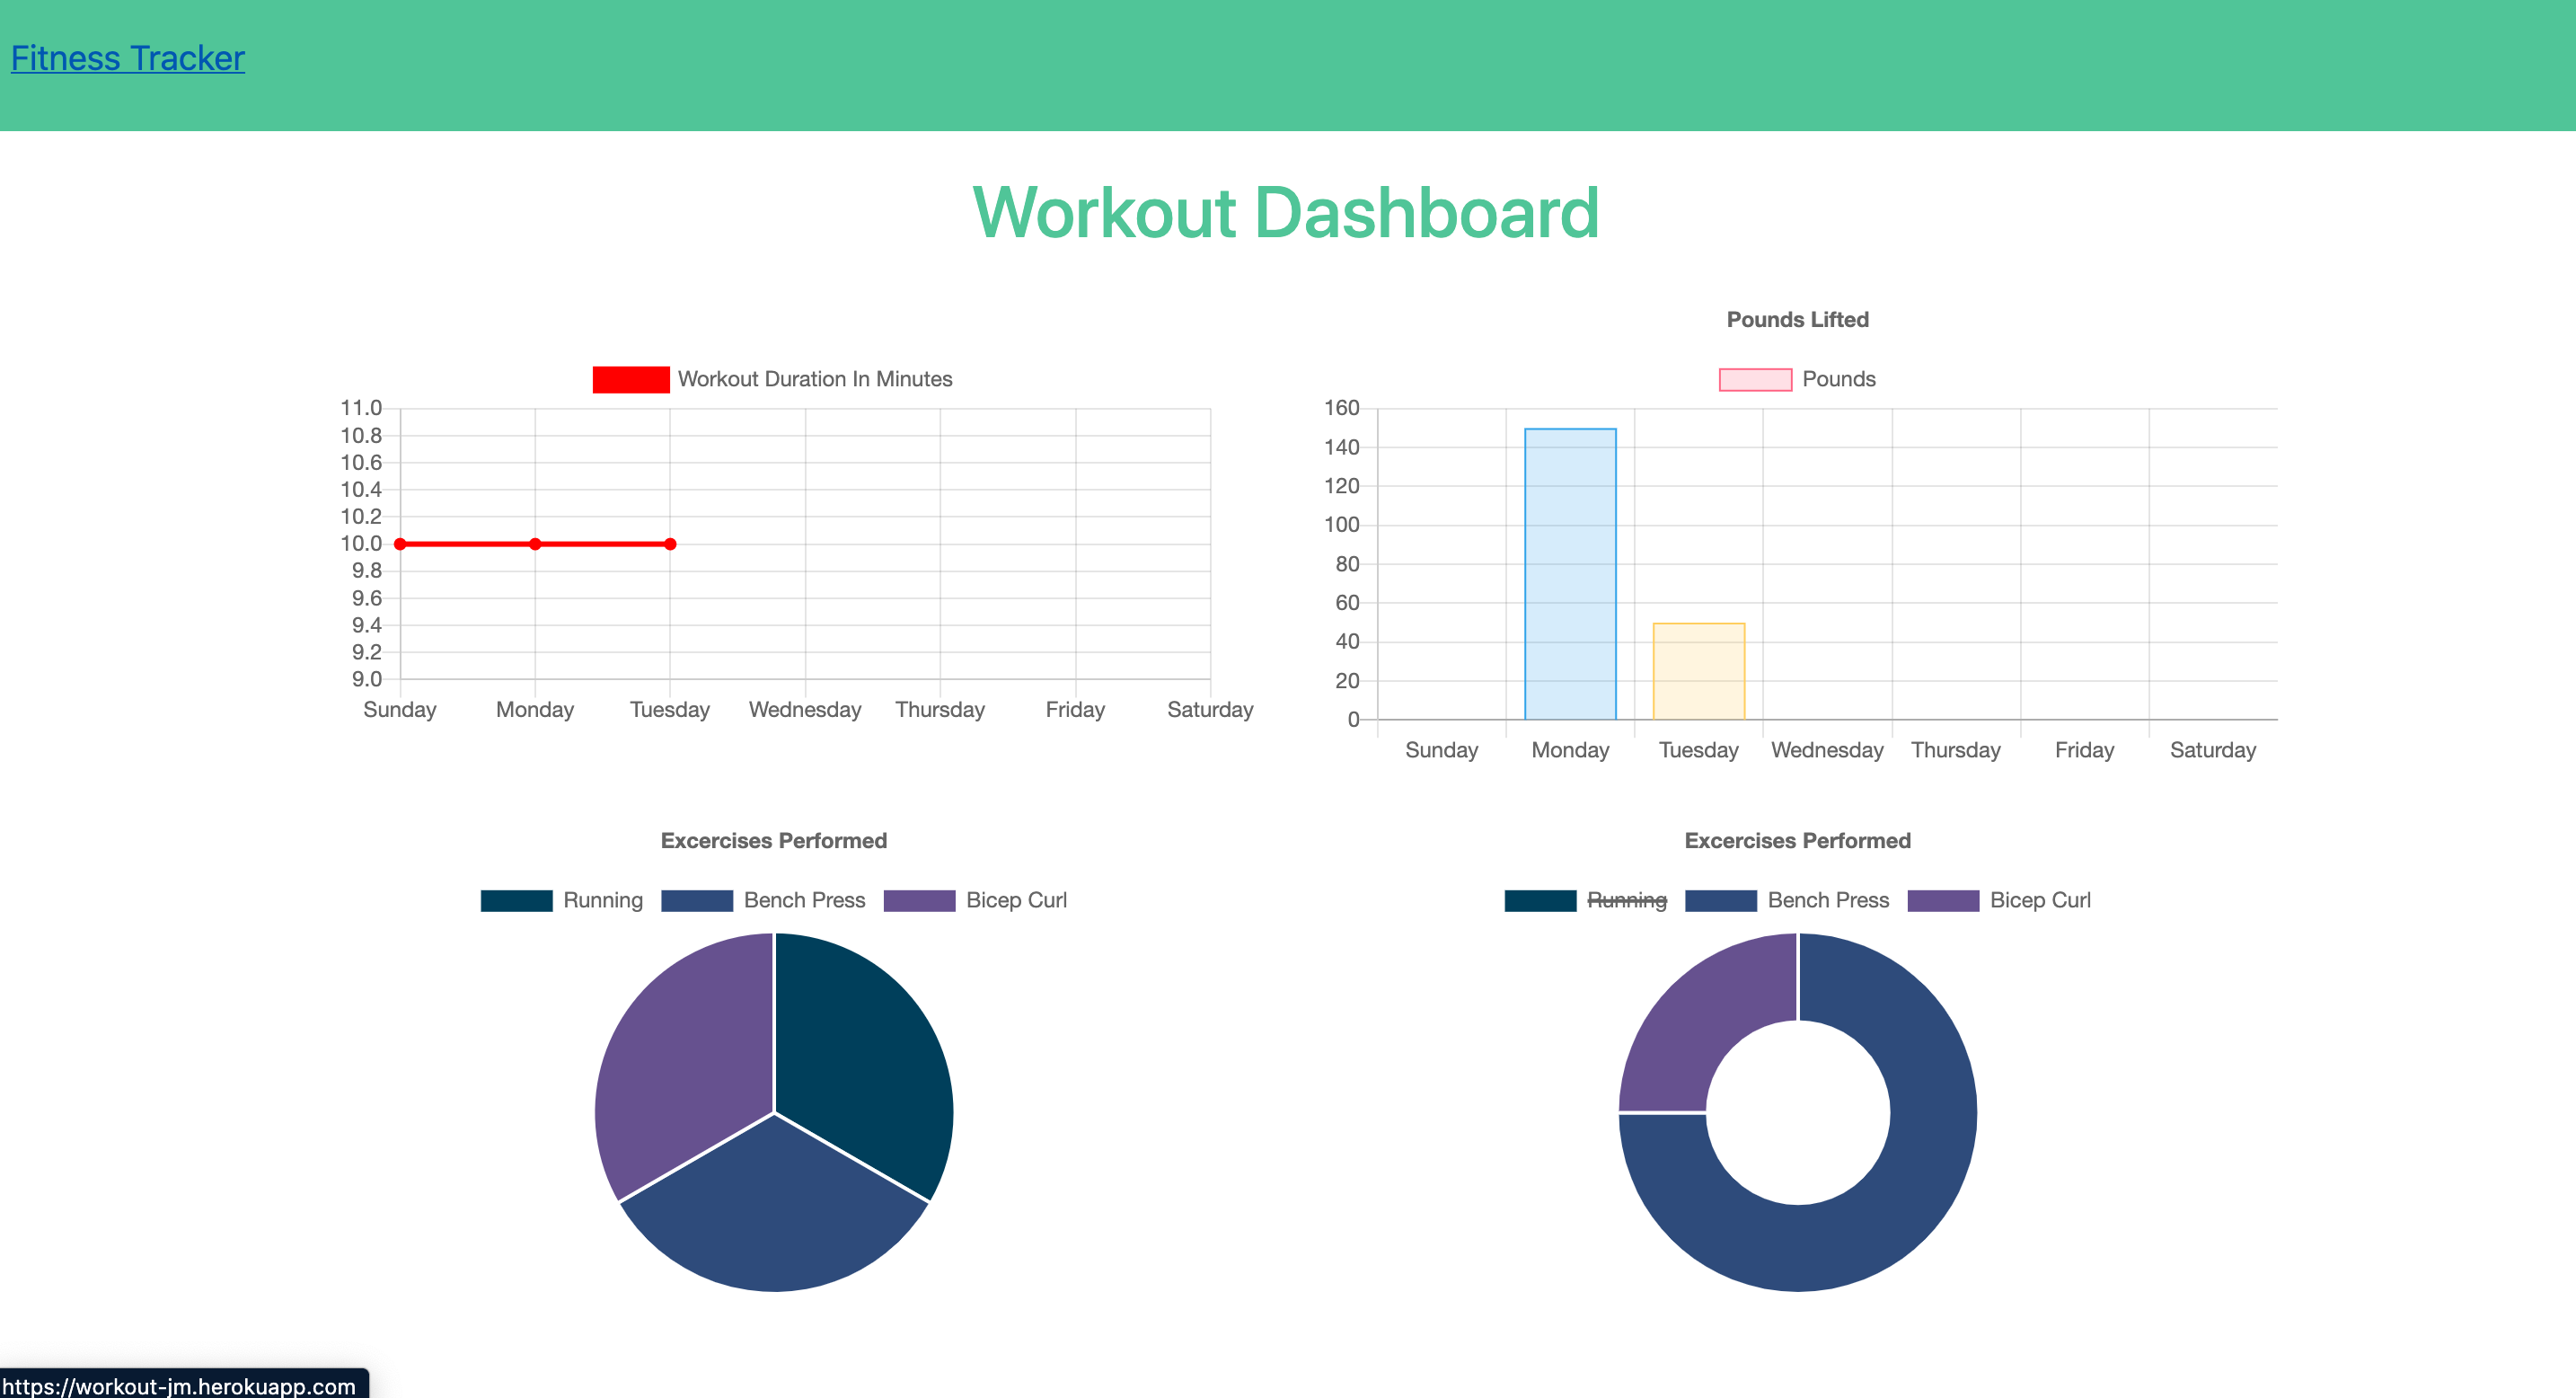 Fitness Tracker
Workout Dashboard
Workout Duration In Minutes
11.0
10.8
10.6
10.4
10.2
10.0
9.8
9.6
9.4
9.2
9.0
Sunday Monday Tuesday Wednesday Thursday Friday Saturday
Pounds Lifted
Pounds
160
140
120
100
80
60
40
20
0
Sunday Monday Tuesday Wednesday Thursday Friday Saturday
Excercises Performed
Running Bench Press Bicep Curl
Excercises Performed
Running Bench Press Bicep Curl
https://workout-jm.herokuapp.com